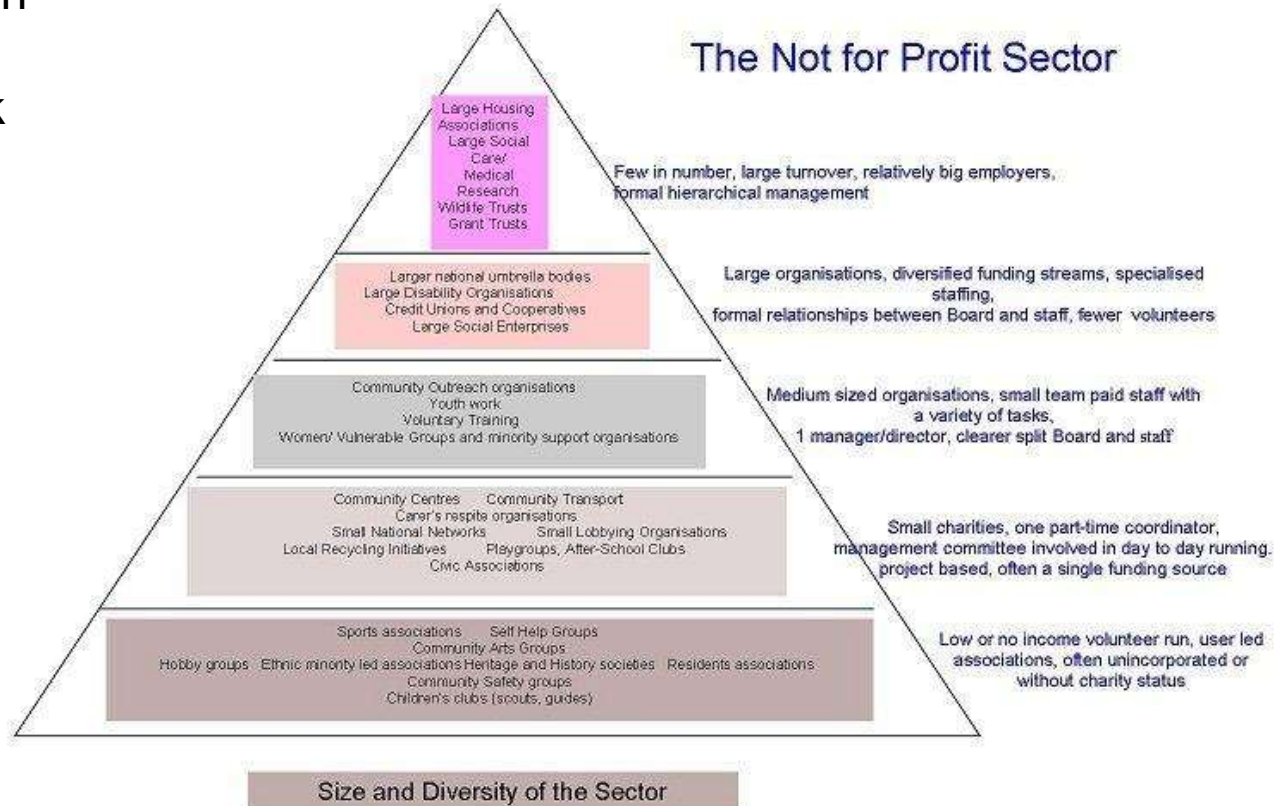 The Not for Profit Sector
Large Housing
Associations
Large Social
Care/
Medical
Research
Wildlife Trusts
Grant Trusts
Few in number, large turnover, relatively big employers,
formal hierarchical management
Larger national umbrella bodies
Large Disability Organisations
Credit Unions and Cooperatives
Large Social Enterprises
Large organisations, diversified funding streams, specialised
staffing,
formal relationships between Board and staff, fewer volunteers
Community Outreach organisations
Youth work
Voluntary Training
Women/ Vulnerable Groups and minority support organisations
Medium sized organisations, small team paid staff with
a variety of tasks,
1 manager/director, clearer split Board and staff
Community Centres Community Transport
Carer's respite organisations
Small National Networks Small Lobbying Organisations
Local Recycling Initiatives Playgroups, After-School Clubs
Civic Associations
Small charities, one part-time coordinator,
management committee involved in day to day running.
project based, often a single funding source
Sports associations Self Help Groups
Community Arts Groups
Hobby groups Ethnic minority led associations Heritage and History societies Residents associations
Community Safety groups
Children's clubs (scouts, guides)
Low or no income volunteer run, user led
associations, often unincorporated or
without charity status
Size and Diversity of the Sector